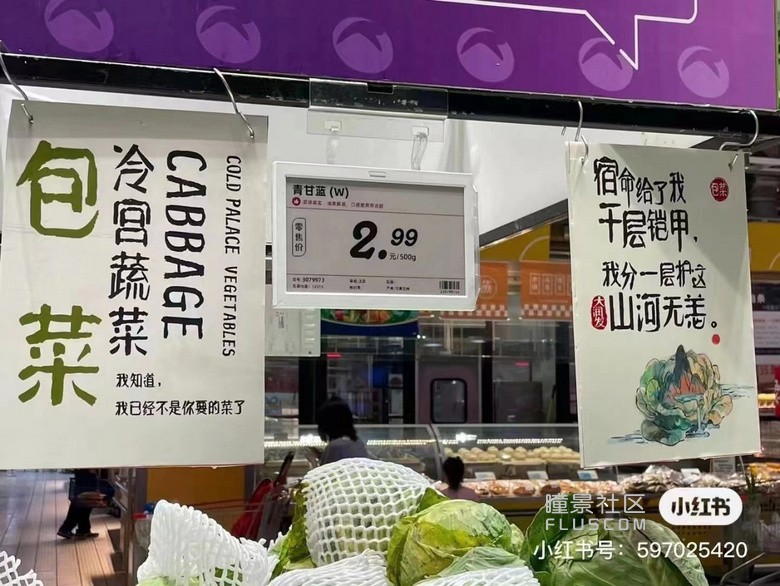 包菜
冷宫蔬菜
CABBAGE
COLD PALACE VEGETABLES
我知道，
我已经不是你要的菜了
青甘蓝 (W)
零售价
2.99
元/500g
3079973
宿命给了我
千层铠甲，
我分一层护这
山河无恙。
包菜
大润发
瞳景社区
FLUSCOM
小红书
小红书号：597025420